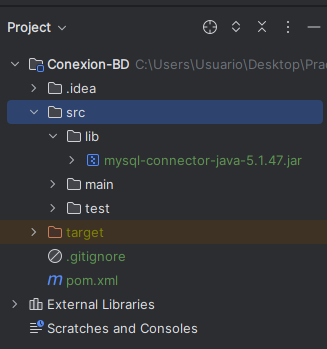 Project
Conexion-BD C:\Users\Usuario\Desktop\Pra
.idea
src
lib
mysql-connector-java-5.1.47.jar
main
test
target
.gitignore
pom.xml
External Libraries
Scratches and Consoles